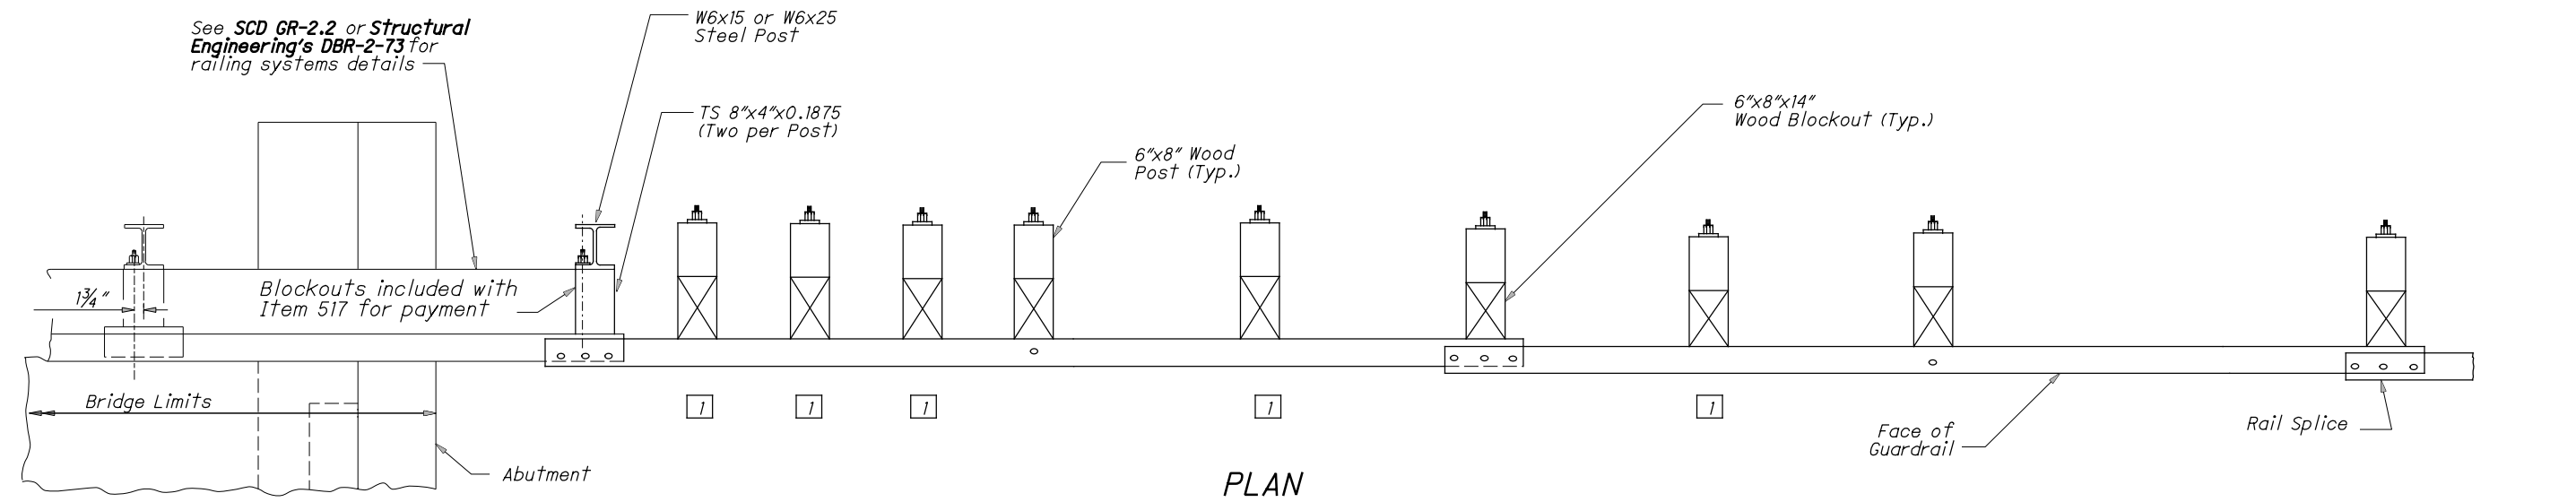 See SCD GR-2.2 or Structural
Engineering's DBR-2-73 for
railing systems details
W6x15 or W6x25
Steel Post
TS 8"x4"x0.1875
(Two per Post)
6"x8" Wood
Post (Typ.)
6"x8"x14"
Wood Blockout (Typ.)
1¾"
Blockouts included with
Item 517 for payment
Bridge Limits
1
1
1
1
1
Face of
Guardrail
Rail Splice
Abutment
PLAN